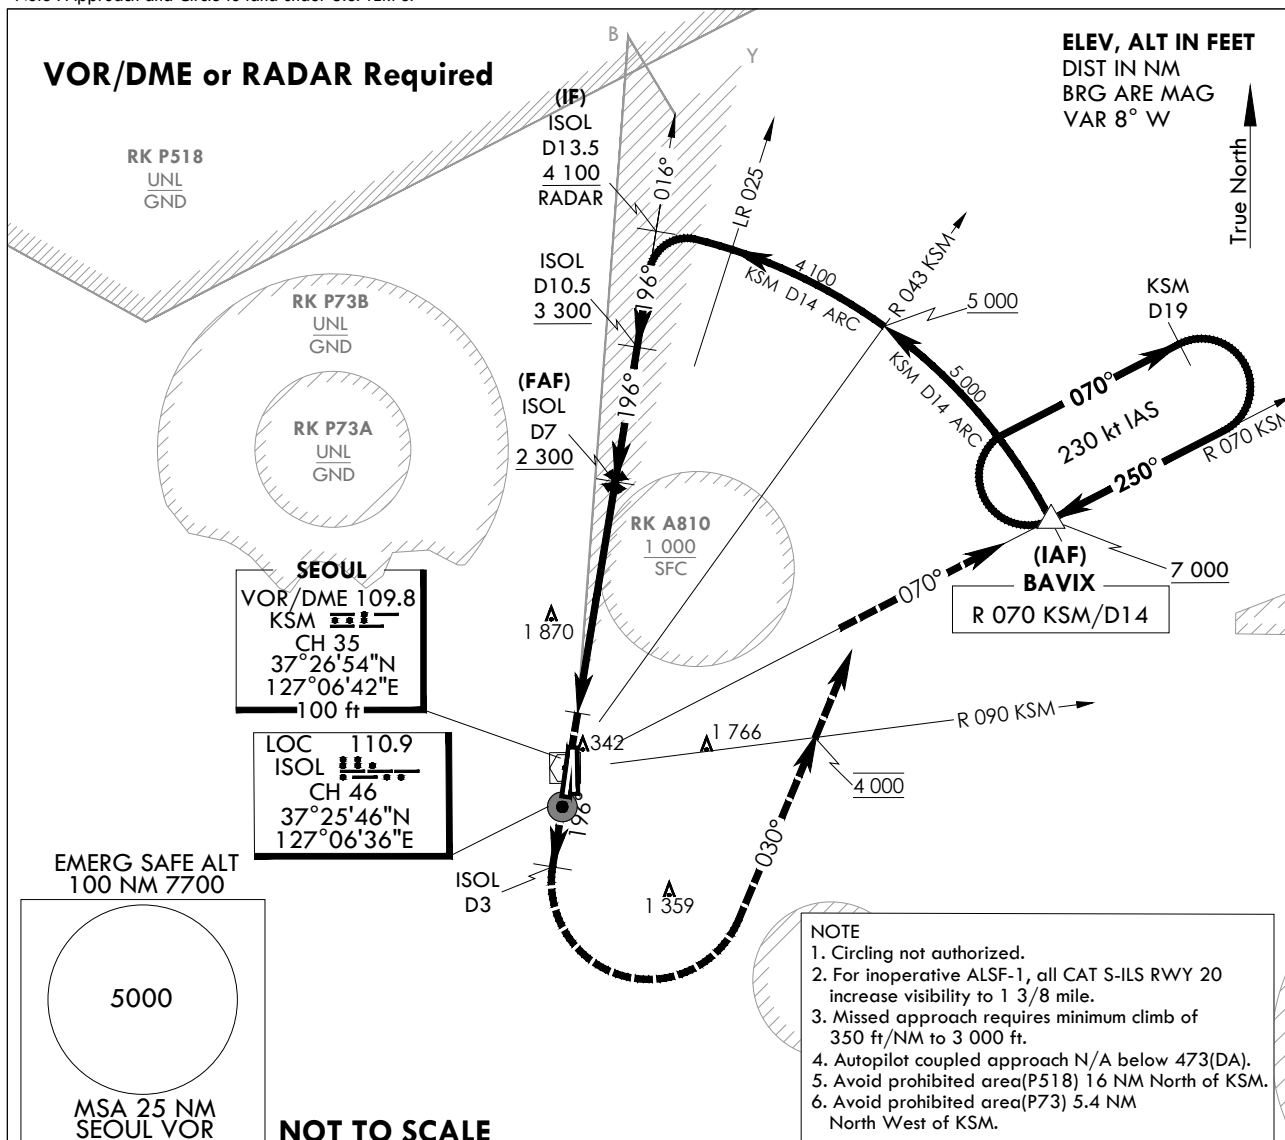 VOR/DME or RADAR Required
ELEV, ALT IN FEET
DIST IN NM
BRG ARE MAG
VAR 8° W
True North
B
Y
RK P518
UNL
GND
(IF)
ISOL
D13.5
4 100
RADAR
016°
LR 025
ISOL
D10.5
3 300
196°
196°
4 100
KSM D14 ARC
R 043 KSM
5 000
5 000
KSM D14 ARC
KSM
D19
070°
230 kt IAS
250°
R 070 KSM
RK P73B
UNL
GND
RK P73A
UNL
GND
(FAF)
ISOL
D7
2 300
RK A810
1 000
SFC
(IAF)
BAVIX
R 070 KSM/D14
7 000
070°
SEOUL
VOR/DME 109.8
KSM
CH 35
37°26'54"N
127°06'42"E
100 ft
1 870
342
1 766
R 090 KSM
4 000
LOC 110.9
ISOL
CH 46
37°25'46"N
127°06'36"E
196°
030°
ISOL
D3
1 359
EMERG SAFE ALT
100 NM 7700
5000
MSA 25 NM
SEOUL VOR
NOT TO SCALE
NOTE
1. Circling not authorized.
2. For inoperative ALSF-1, all CAT S-ILS RWY 20
increase visibility to 1 3/8 mile.
3. Missed approach requires minimum climb of
350 ft/NM to 3 000 ft.
4. Autopilot coupled approach N/A below 473(DA).
5. Avoid prohibited area(P518) 16 NM North of KSM.
6. Avoid prohibited area(P73) 5.4 NM
North West of KSM.